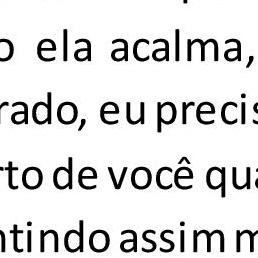 o ela acalma,
rado, eu precis
rto de você qua
ntindo assim m